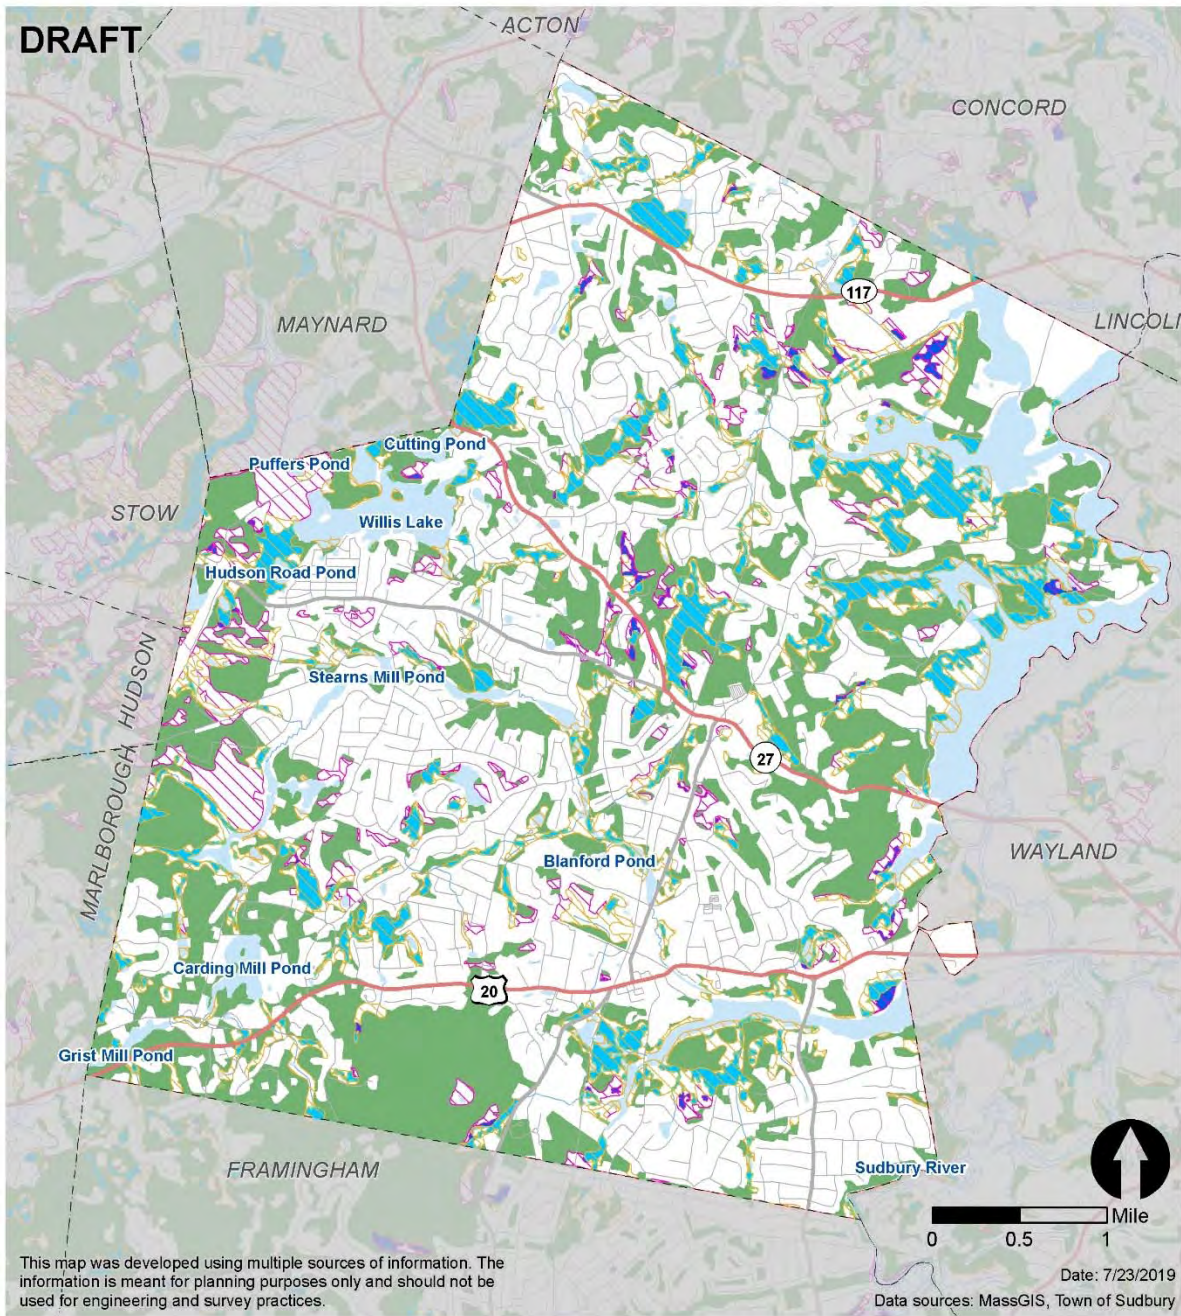 DRAFT
ACTON
CONCORD
117
MAYNARD
LINCOLN
Cutting Pond
Puffers Pond
STOW
Willis Lake
Hudson Road Pond
HUDSON
Stearns Mill Pond
27
MARLBOROUGH
WAYLAND
Blanford Pond
Carding Mill Pond
20
Grist Mill Pond
FRAMINGHAM
Sudbury River
Mile
0 0.5 1
This map was developed using multiple sources of information. The
information is meant for planning purposes only and should not be
used for engineering and survey practices.
Date: 7/23/2019
Data sources: MassGIS, Town of Sudbury